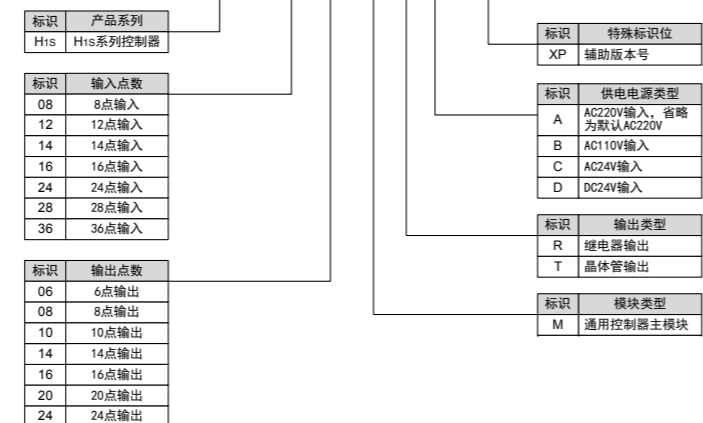 标识 产品系列
H1S H1S系列控制器
标识 输入点数
08 8点输入
12 12点输入
14 14点输入
16 16点输入
24 24点输入
28 28点输入
36 36点输入
标识 输出点数
06 6点输出
08 8点输出
10 10点输出
14 14点输出
16 16点输出
20 20点输出
24 24点输出
标识 特殊标识位
XP 辅助版本号
标识 供电电源类型
A AC220V输入，省略
为默认AC220V
B AC110V输入
C AC24V输入
D DC24V输入
标识 输出类型
R 继电器输出
T 晶体管输出
标识 模块类型
M 通用控制器主模块